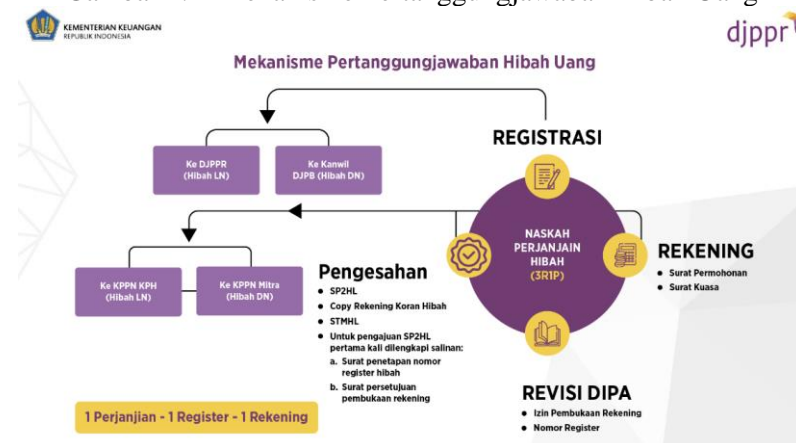 KEMENTERIAN KEUANGAN
REPUBLIK INDONESIA
djppr
Mekanisme Pertanggungjawaban Hibah Uang
REGISTRASI
Ke DJPPR
(Hibah LN)
Ke Kanwil
DJPB (Hibah DN)
NASKAH
PERJANJAIN
HIBAH
(3R1P)
REKENING
• Surat Permohonan
• Surat Kuasa
Ke KPPN KPH
(Hibah LN)
Ke KPPN Mitra
(Hibah DN)
Pengesahan
• SP2HL
• Copy Rekening Koran Hibah
• STMHL
• Untuk pengajuan SP2HL
pertama kali dilengkapi salinan:
a. Surat penetapan nomor
register hibah
b. Surat persetujuan
pembukaan rekening
REVISI DIPA
• Izin Pembukaan Rekening
• Nomor Register
1 Perjanjian - 1 Register - 1 Rekening